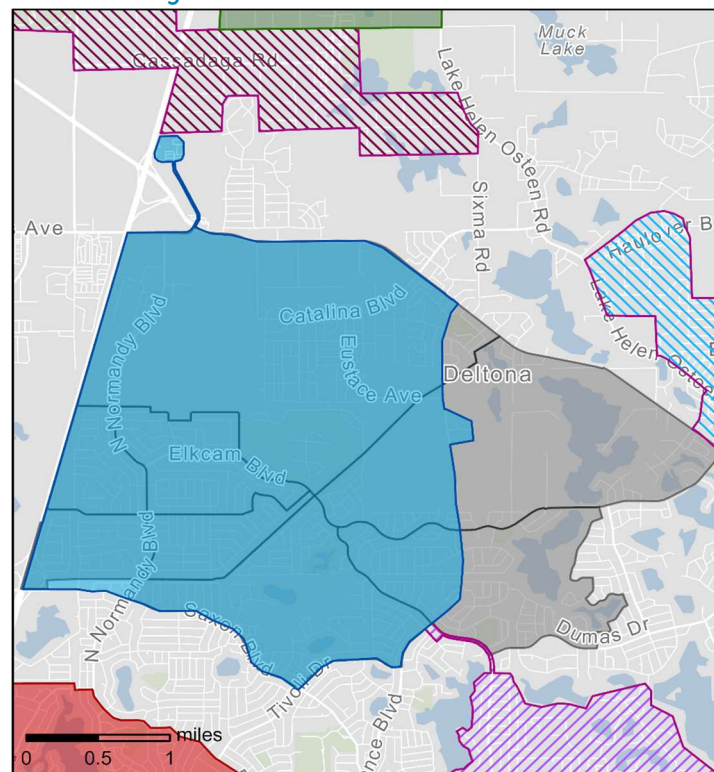 Muck
Lake
Cassadaga Rd
Lake Helen Osteen Rd
Sixma Rd
Ave
Haulover B
Lake Helen Osteen
Catalina Blvd
N Normandy Blvd
Eustace Ave
Deltona
Elkcam Blvd
N Normandy Blvd
Saxon Blvd
Dumas Dr
Tivoli Dr
nce Blvd
miles
0 0.5 1